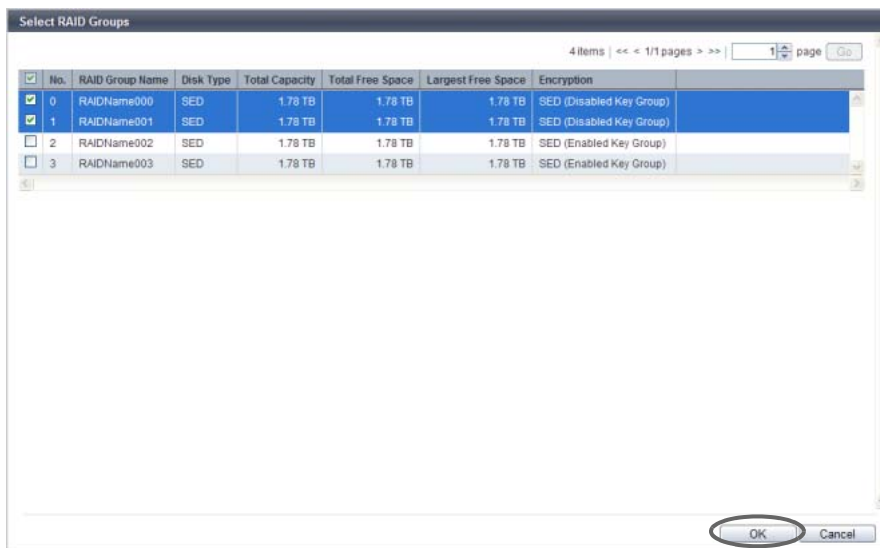 Select RAID Groups
4 items | << < 1/1 pages > >> | 1 page Go
No. RAID Group Name Disk Type Total Capacity Total Free Space Largest Free Space Encryption
0 RAIDName000 SED 1.78 TB 1.78 TB 1.78 TB SED (Disabled Key Group)
1 RAIDName001 SED 1.78 TB 1.78 TB 1.78 TB SED (Disabled Key Group)
2 RAIDName002 SED 1.78 TB 1.78 TB 1.78 TB SED (Enabled Key Group)
3 RAIDName003 SED 1.78 TB 1.78 TB 1.78 TB SED (Enabled Key Group)
OK Cancel